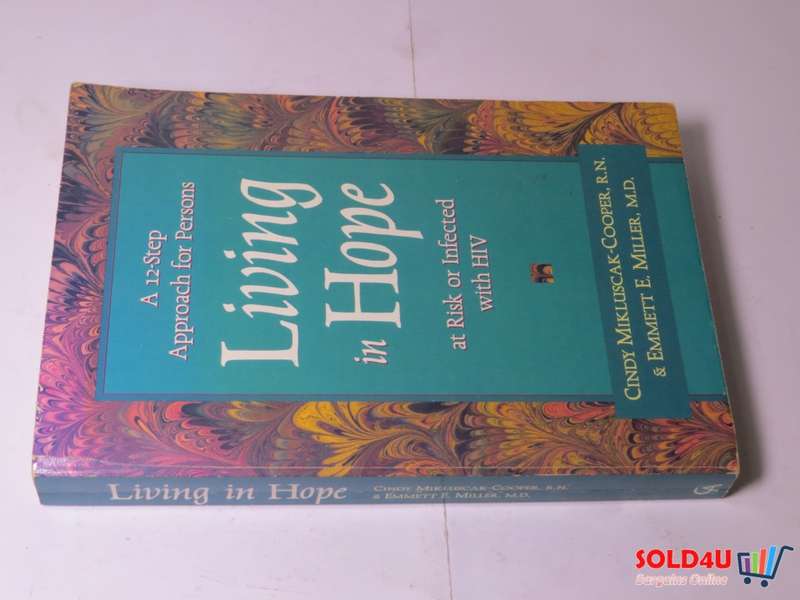 A 12-Step
Approach for Persons
Living
in Hope
at Risk or Infected
with HIV
CINDY MIKLUSCAK-COOPER, R.N.
& EMMETT E. MILLER, M.D.
Living in Hope
CINDY MIKLUSCAK-COOPER, R.N.
& EMMETT E. MILLER, M.D.
SOLD4U
Bargains Online